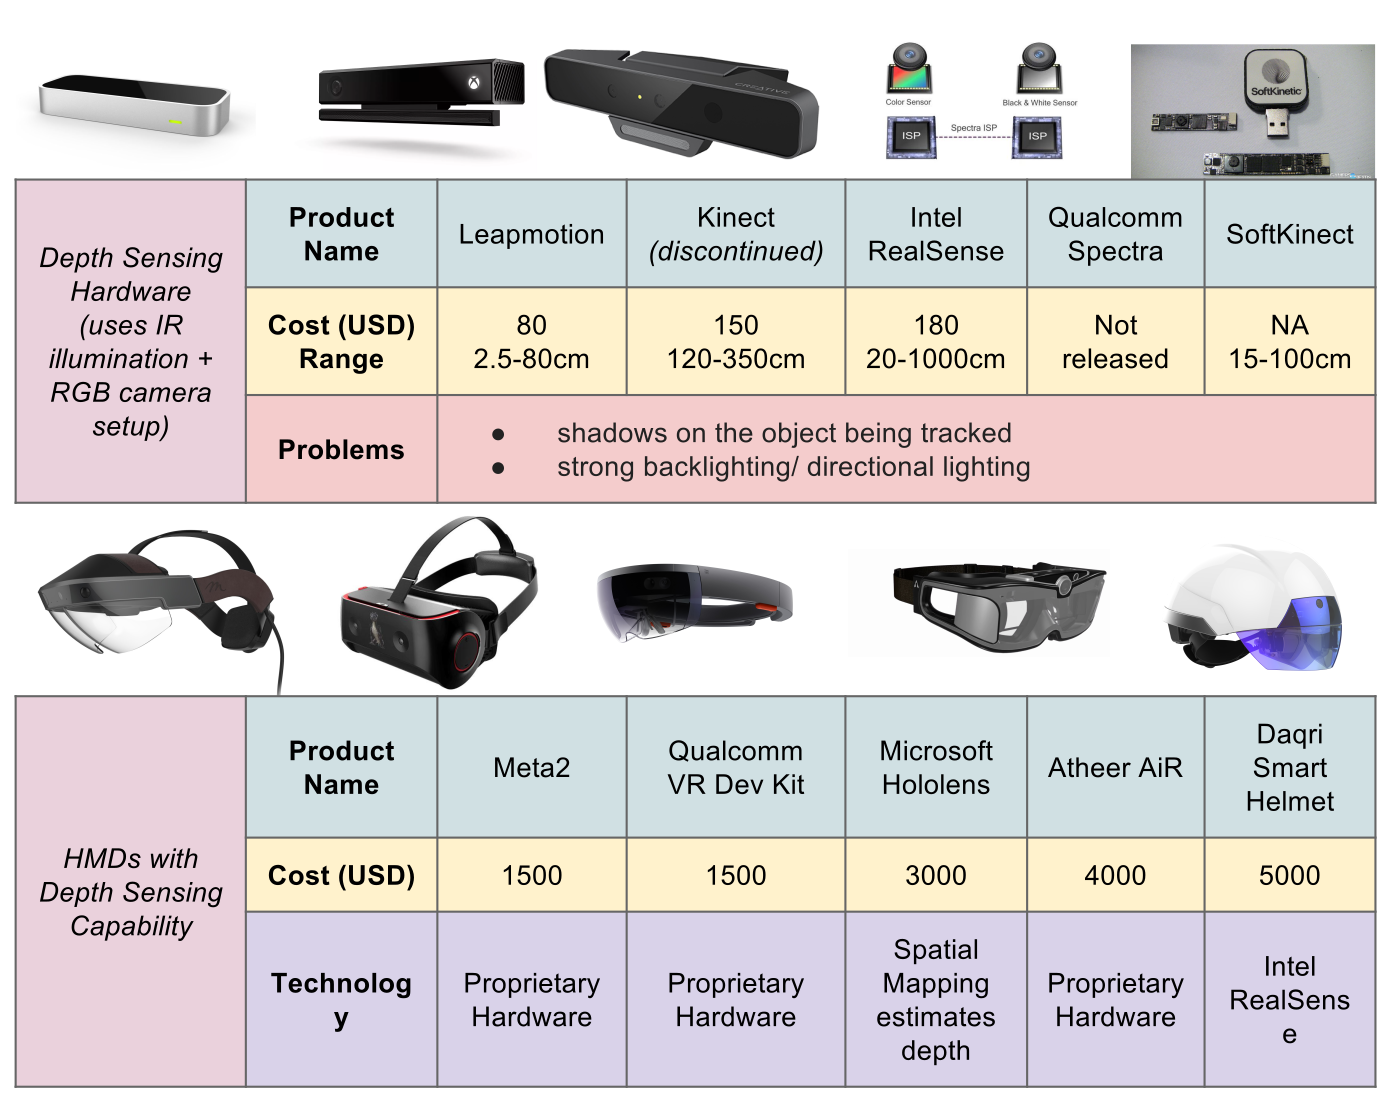 CREATIVE
Color Sensor
Black & White Sensor
ISP
Spectra ISP
ISP
SoftKinetic
Depth Sensing
Hardware
(uses IR
illumination +
RGB camera
setup)
Product
Name
Leapmotion
Kinect
(discontinued)
Intel
RealSense
Qualcomm
Spectra
SoftKinect
Cost (USD)
Range
80
2.5-80cm
150
120-350cm
180
20-1000cm
Not
released
NA
15-100cm
Problems
● shadows on the object being tracked
● strong backlighting/ directional lighting
HMDs with
Depth Sensing
Capability
Product
Name
Meta2
Qualcomm
VR Dev Kit
Microsoft
Hololens
Atheer AiR
Daqri
Smart
Helmet
Cost (USD)
1500
1500
3000
4000
5000
Technolog
y
Proprietary
Hardware
Proprietary
Hardware
Spatial
Mapping
estimates
depth
Proprietary
Hardware
Intel
RealSens
e